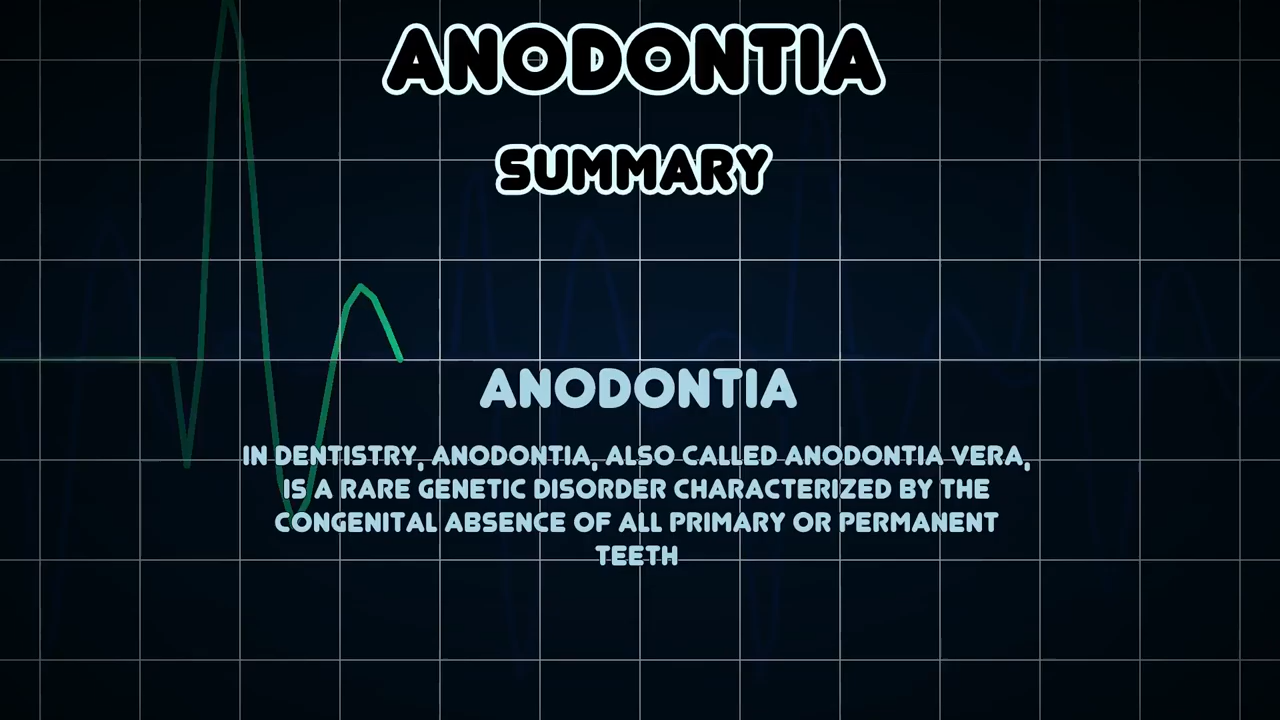 ANODONTIA
SUMMARY
ANODONTIA
IN DENTISTRY, ANODONTIA, ALSO CALLED ANODONTIA VERA,
IS A RARE GENETIC DISORDER CHARACTERIZED BY THE
CONGENITAL ABSENCE OF ALL PRIMARY OR PERMANENT
TEETH